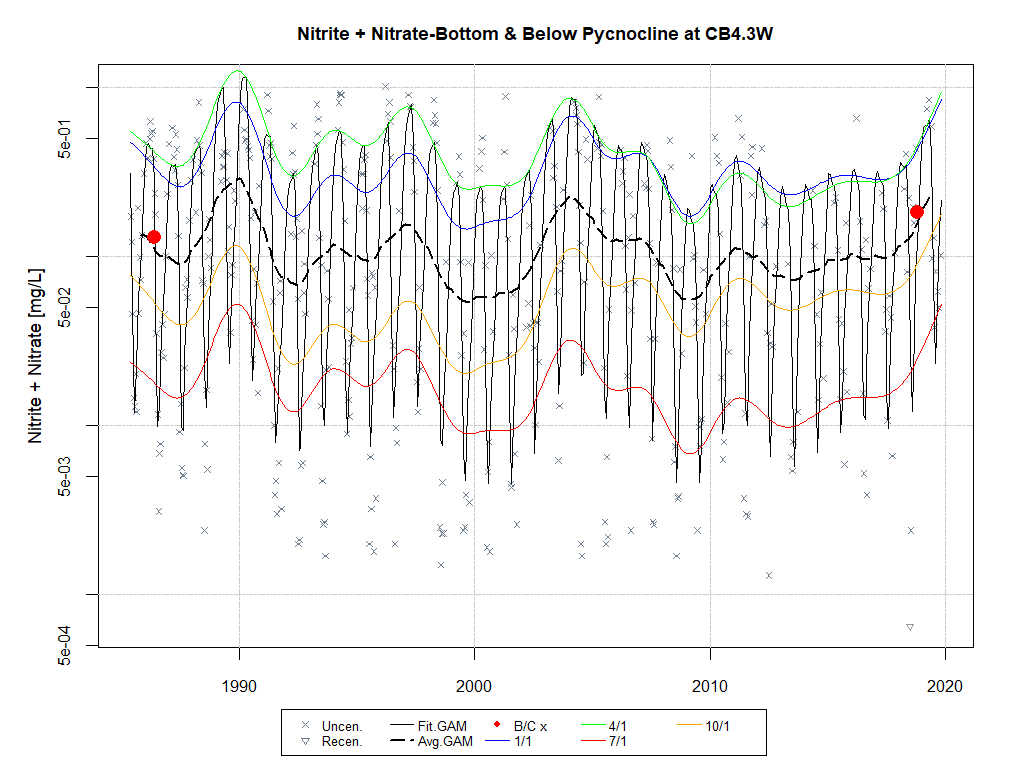 Nitrite + Nitrate-Bottom & Below Pycnocline at CB4.3W
Nitrite + Nitrate [mg/L]
5e-01
5e-02
5e-03
5e-04
1990 2000 2010 2020
Uncen. Fit.GAM B/C x 4/1 10/1
Recen. Avg.GAM 1/1 7/1